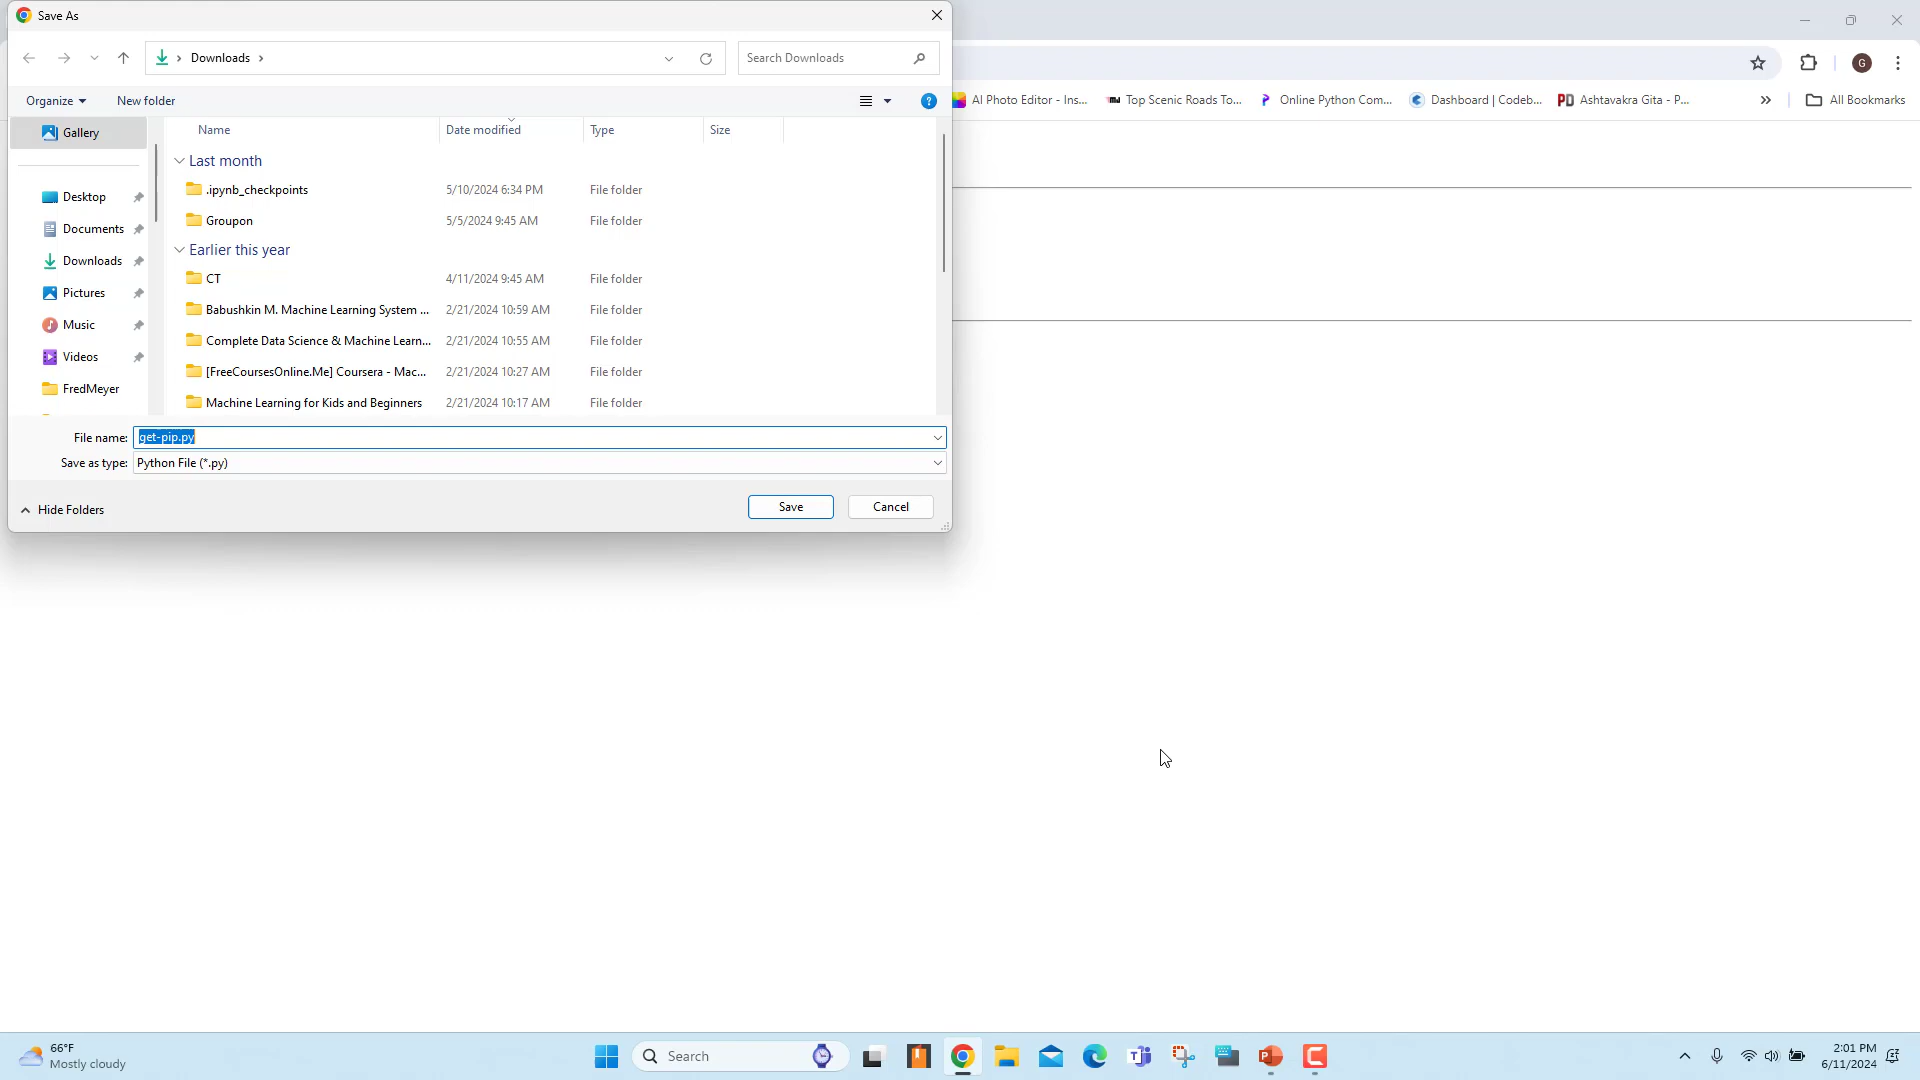 Save As
Downloads
Search Downloads
Organize
New folder
?
G
AI Photo Editor - Ins...
Top Scenic Roads To...
Online Python Com...
Dashboard | Codeb...
PD Ashtavakra Gita - P...
All Bookmarks
Gallery
Desktop
Documents
Downloads
Pictures
Music
Videos
FredMeyer
Name Date modified Type Size
Last month
.ipynb_checkpoints 5/10/2024 6:34 PM File folder
Groupon 5/5/2024 9:45 AM File folder
Earlier this year
CT 4/11/2024 9:45 AM File folder
Babushkin M. Machine Learning System ... 2/21/2024 10:59 AM File folder
Complete Data Science & Machine Learn... 2/21/2024 10:55 AM File folder
[FreeCoursesOnline.Me] Coursera - Mac... 2/21/2024 10:27 AM File folder
Machine Learning for Kids and Beginners 2/21/2024 10:17 AM File folder
File name: get-pip.py
Save as type: Python File (*.py)
Hide Folders
Save
Cancel
66°F
Mostly cloudy
Search
2:01 PM
6/11/2024